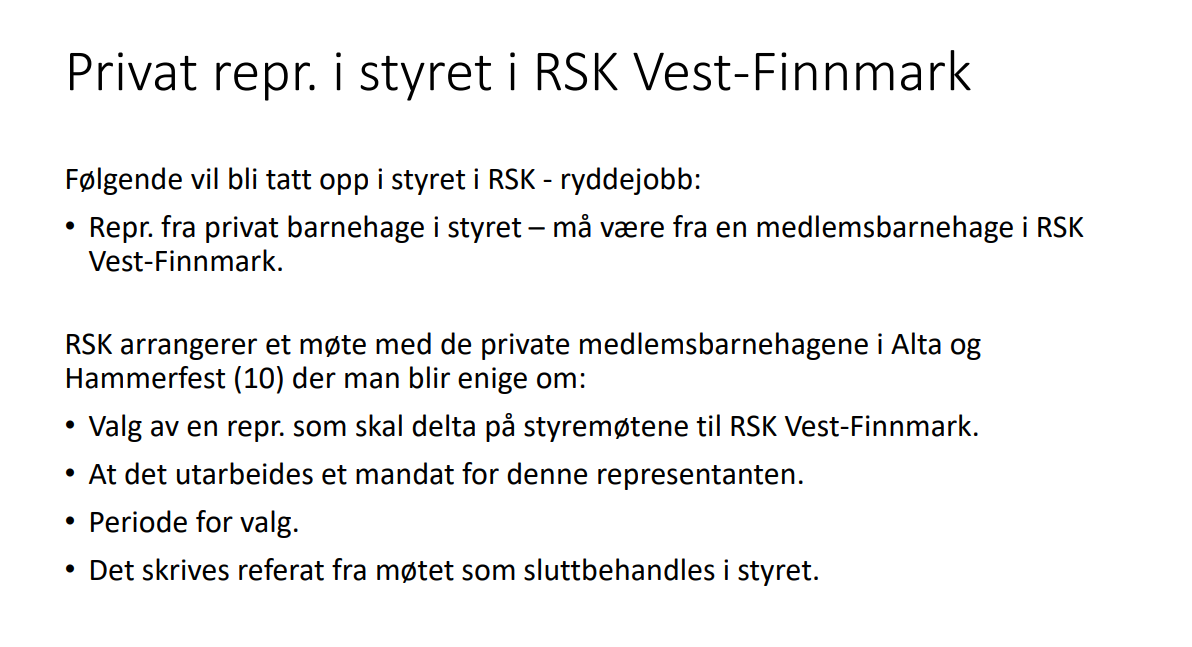 Privat repr. i styret i RSK Vest-Finnmark
Følgende vil bli tatt opp i styret i RSK - ryddejobb:
• Repr. fra privat barnehage i styret – må være fra en medlemsbarnehage i RSK
Vest-Finnmark.
RSK arrangerer et møte med de private medlemsbarnehagene i Alta og
Hammerfest (10) der man blir enige om:
• Valg av en repr. som skal delta på styremøtene til RSK Vest-Finnmark.
• At det utarbeides et mandat for denne representanten.
• Periode for valg.
• Det skrives referat fra møtet som sluttbehandles i styret.